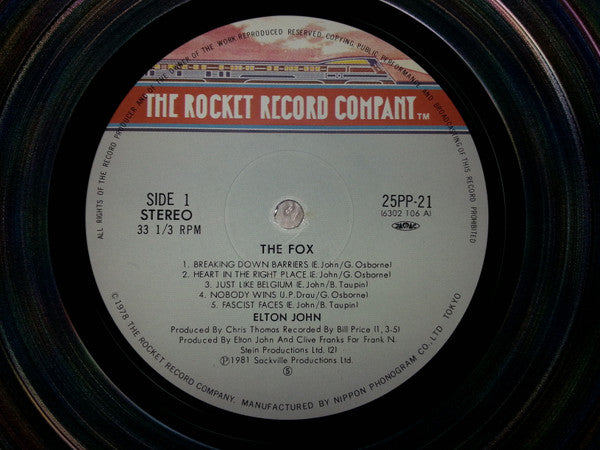 ALL RIGHTS OF THE RECORD PRODUCER AND OF THE OWNER OF THE WORK REPRODUCED RESERVED COPYING PUBLIC PERFORMANCE AND BROADCASTING OF THIS RECORD PROHIBITED
THE ROCKET RECORD COMPANY TM
SIDE 1
STEREO
33 1/3 RPM
25PP-21
(6302 106 A)
THE FOX
1. BREAKING DOWN BARRIERS (E. John/G. Osborne)
2. HEART IN THE RIGHT PLACE (E. John/G. Osborne)
3. JUST LIKE BELGIUM (E. John/B. Taupin)
4. NOBODY WINS (J.P. Drau/G. Osborne)
5. FASCIST FACES (E. John/B. Taupin)
ELTON JOHN
Produced By Chris Thomas Recorded By Bill Price (1, 3-5)
Produced By Elton John And Clive Franks For Frank N.
Stein Productions Ltd. (2)
Ⓟ1981 Sackville Productions Ltd.
Ⓢ
©1978 THE ROCKET RECORD COMPANY. MANUFACTURED BY NIPPON PHONOGRAM CO., LTD TOKYO